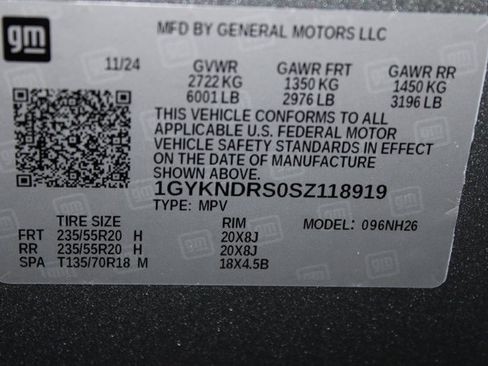 gm
MFD BY GENERAL MOTORS LLC
11/24 GVWR GAWR FRT GAWR RR
2722 KG 1350 KG 1450 KG
6001 LB 2976 LB 3196 LB
THIS VEHICLE CONFORMS TO ALL
APPLICABLE U.S. FEDERAL MOTOR
VEHICLE SAFETY STANDARDS IN EFFECT
ON THE DATE OF MANUFACTURE
SHOWN ABOVE.
1GYKNDRS0SZ118919
TYPE: MPV MODEL: 096NH26
TIRE SIZE RIM
FRT 235/55R20 H 20X8J
RR 235/55R20 H 20X8J
SPA T135/70R18 M 18X4.5B